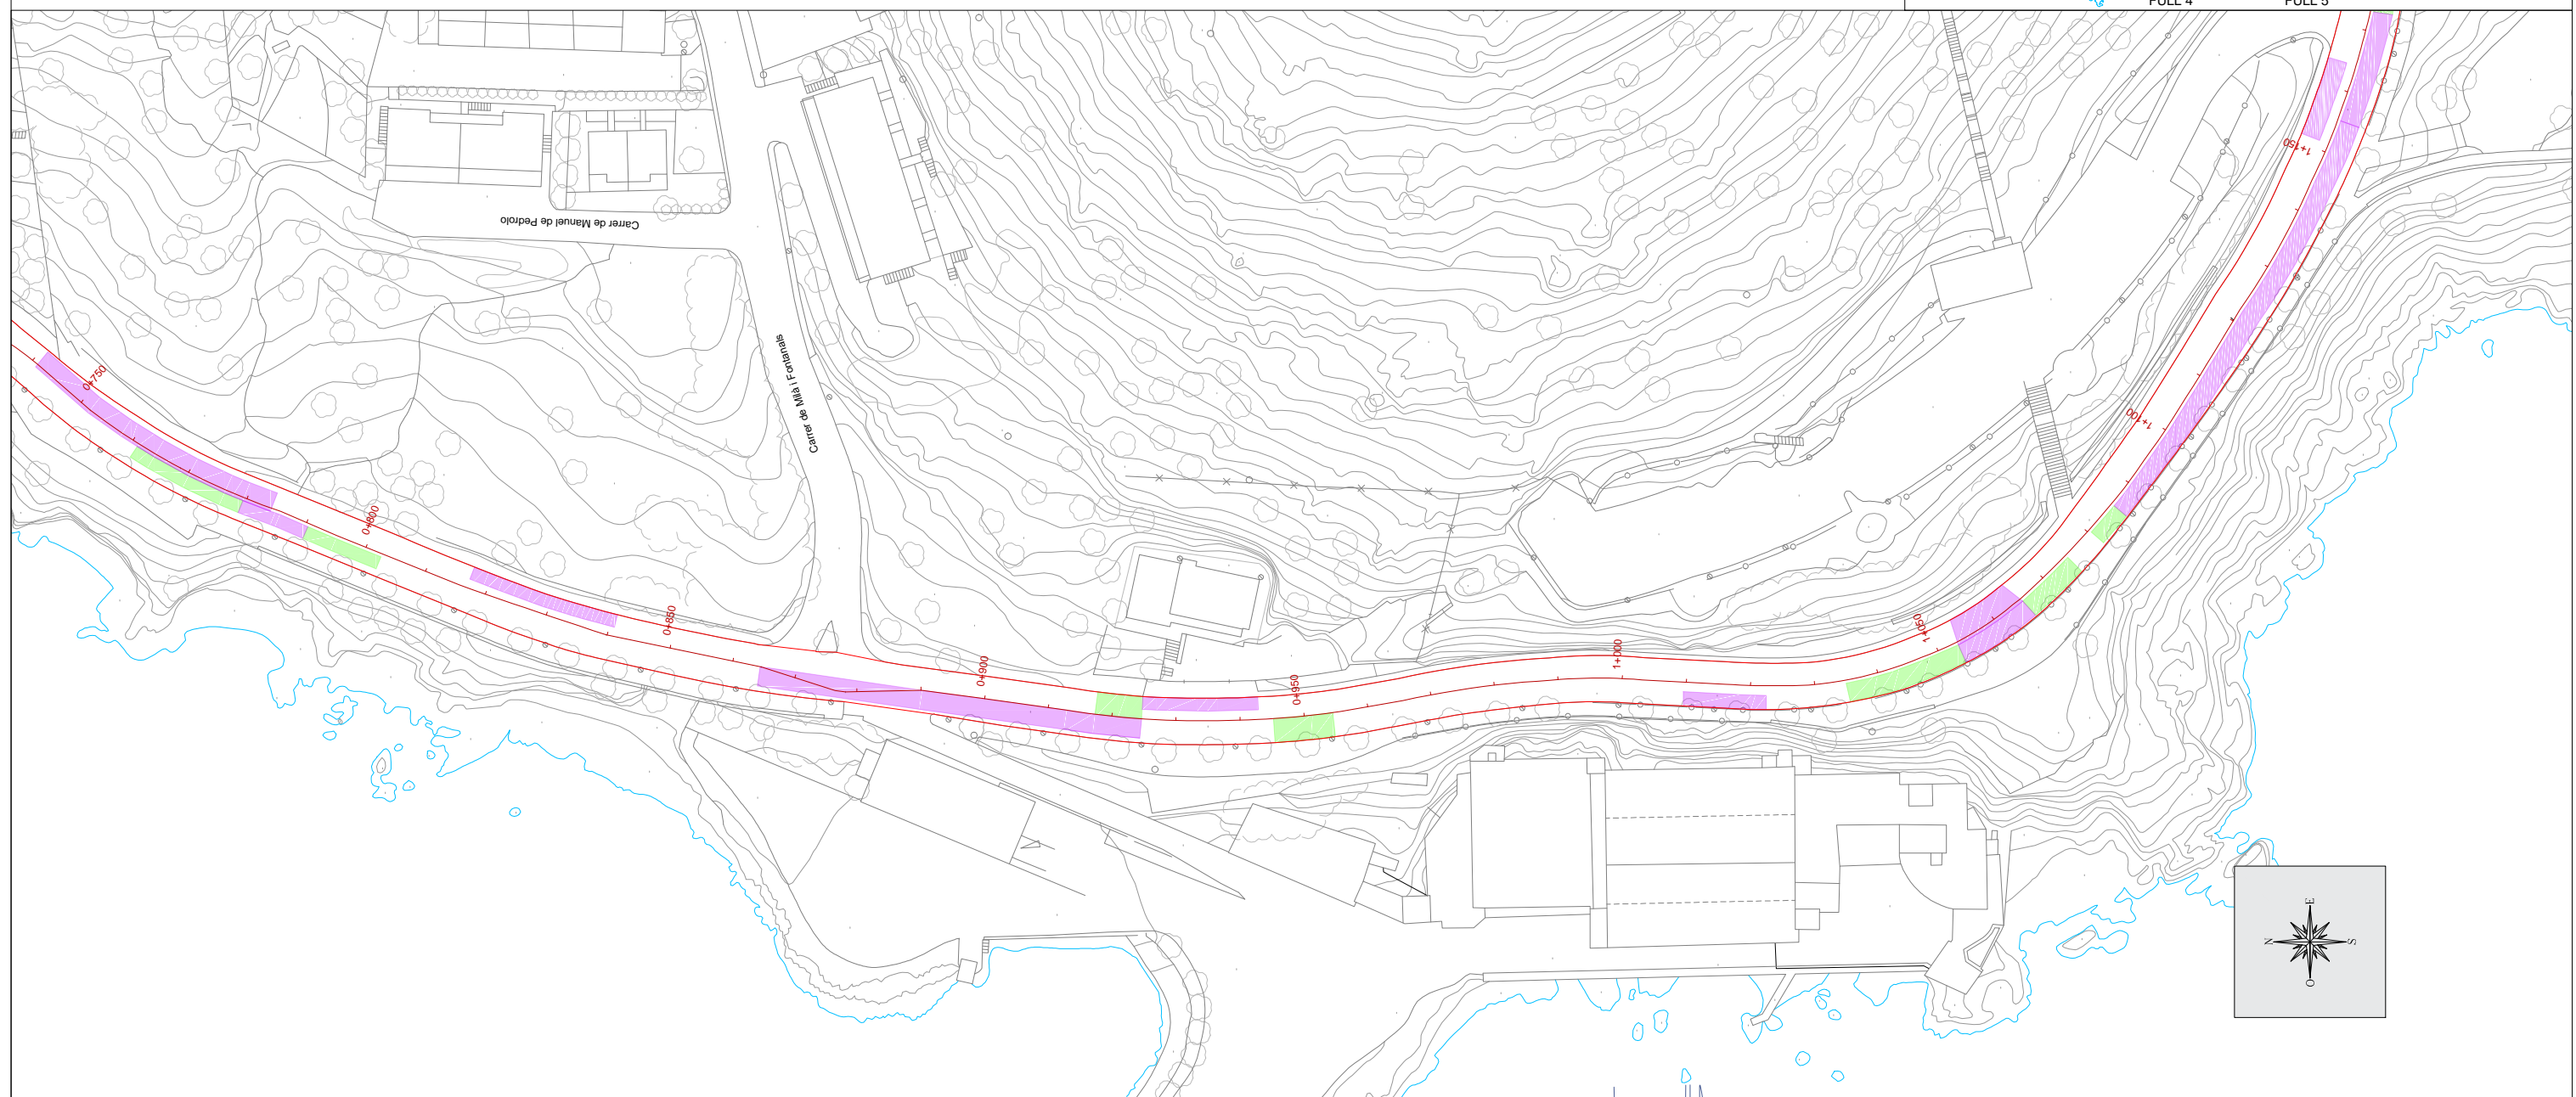 FULL 4
FULL 5
Carrer de Manuel de Pedrolo
Carrer de Milà i Fontanals
0+750
0+800
0+850
0+900
0+950
1+000
1+050
1+100
1+150
E
N
S
O